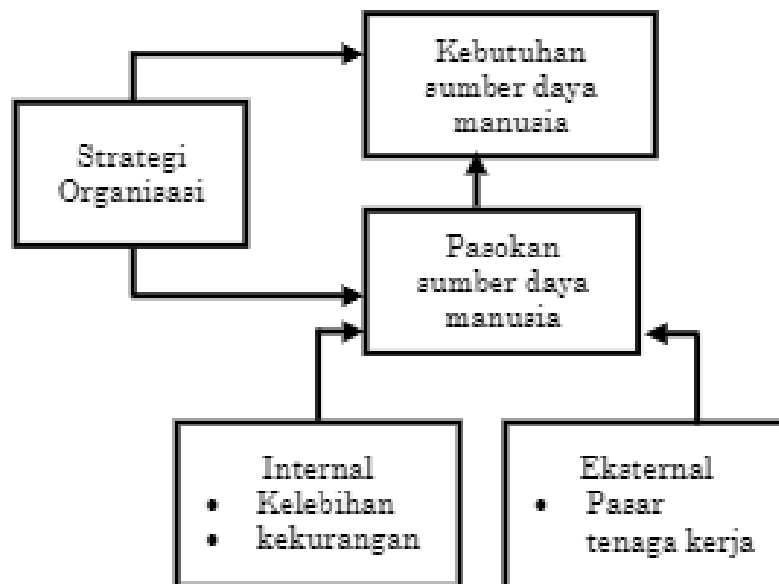 Kebutuhan
sumber daya
manusia
Strategi
Organisasi
Pasokan
sumber daya
manusia
Internal
• Kelebihan
• kekurangan
Eksternal
• Pasar
tenaga kerja